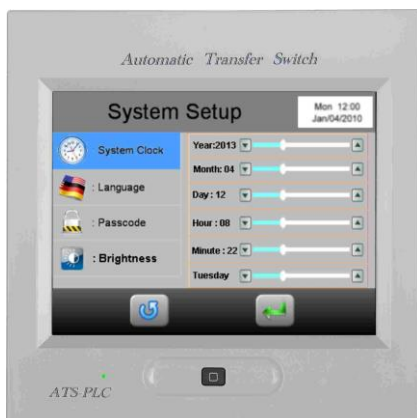 Automatic Transfer Switch
System Setup
Mon 12:00
Jan/04/2010
System Clock
: Language
: Passcode
: Brightness
Year:2013
Month: 04
Day : 12
Hour : 08
Minute : 22
Tuesday
ATS-PLC